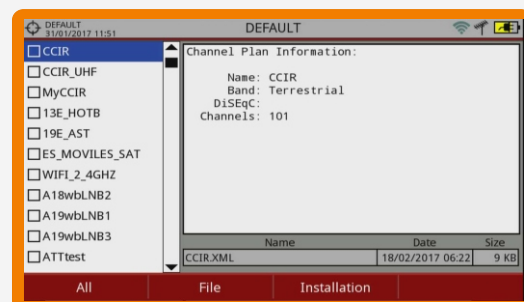 DEFAULT
31/01/2017 11:51
DEFAULT
CCIR
CCIR_UHF
MyCCIR
13E_HOTB
19E_AST
ES_MOVILES_SAT
WIFI_2_4GHZ
A18wbLNB2
A19wbLNB1
A19wbLNB3
ATTtest
Channel Plan Information:
Name: CCIR
Band: Terrestrial
DiSEqC:
Channels: 101
Name Date Size
CCIR.XML 18/02/2017 06:22 9 KB
All File Installation